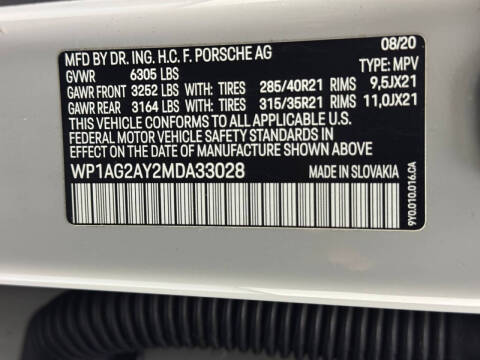 MFD BY DR. ING. H.C. F. PORSCHE AG 08/20
GVWR 6305 LBS TYPE: MPV
GAWR FRONT 3252 LBS WITH: TIRES 285/40R21 RIMS 9,5JX21
GAWR REAR 3164 LBS WITH: TIRES 315/35R21 RIMS 11,0JX21
THIS VEHICLE CONFORMS TO ALL APPLICABLE U.S.
FEDERAL MOTOR VEHICLE SAFETY STANDARDS IN
EFFECT ON THE DATE OF MANUFACTURE SHOWN ABOVE
WP1AG2AY2MDA33028 MADE IN SLOVAKIA
9Y0.010.016.CA